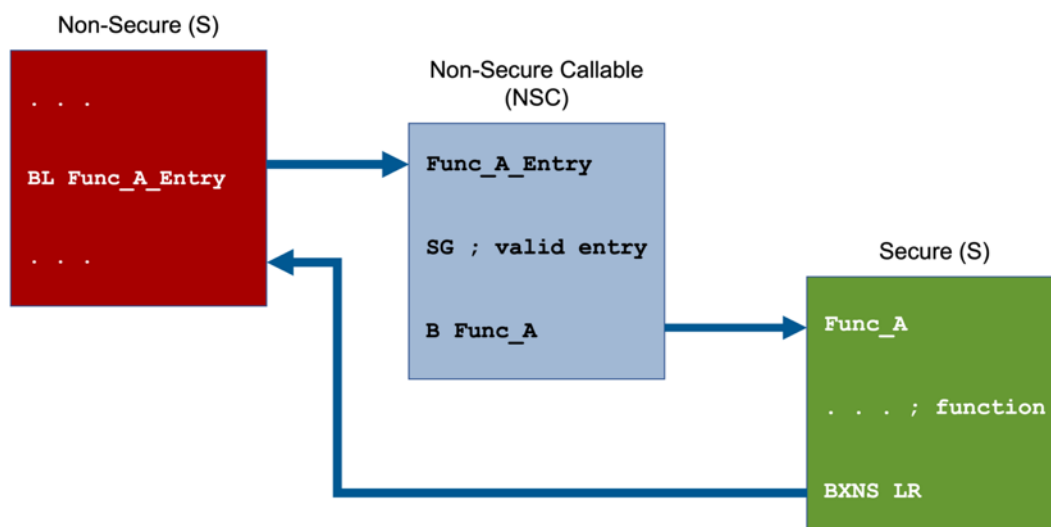 Non-Secure (S)
. . .
BL Func_A_Entry
. . .
Non-Secure Callable
(NSC)
Func_A_Entry
SG ; valid entry
B Func_A
Secure (S)
Func_A
. . . ; function
BXNS LR